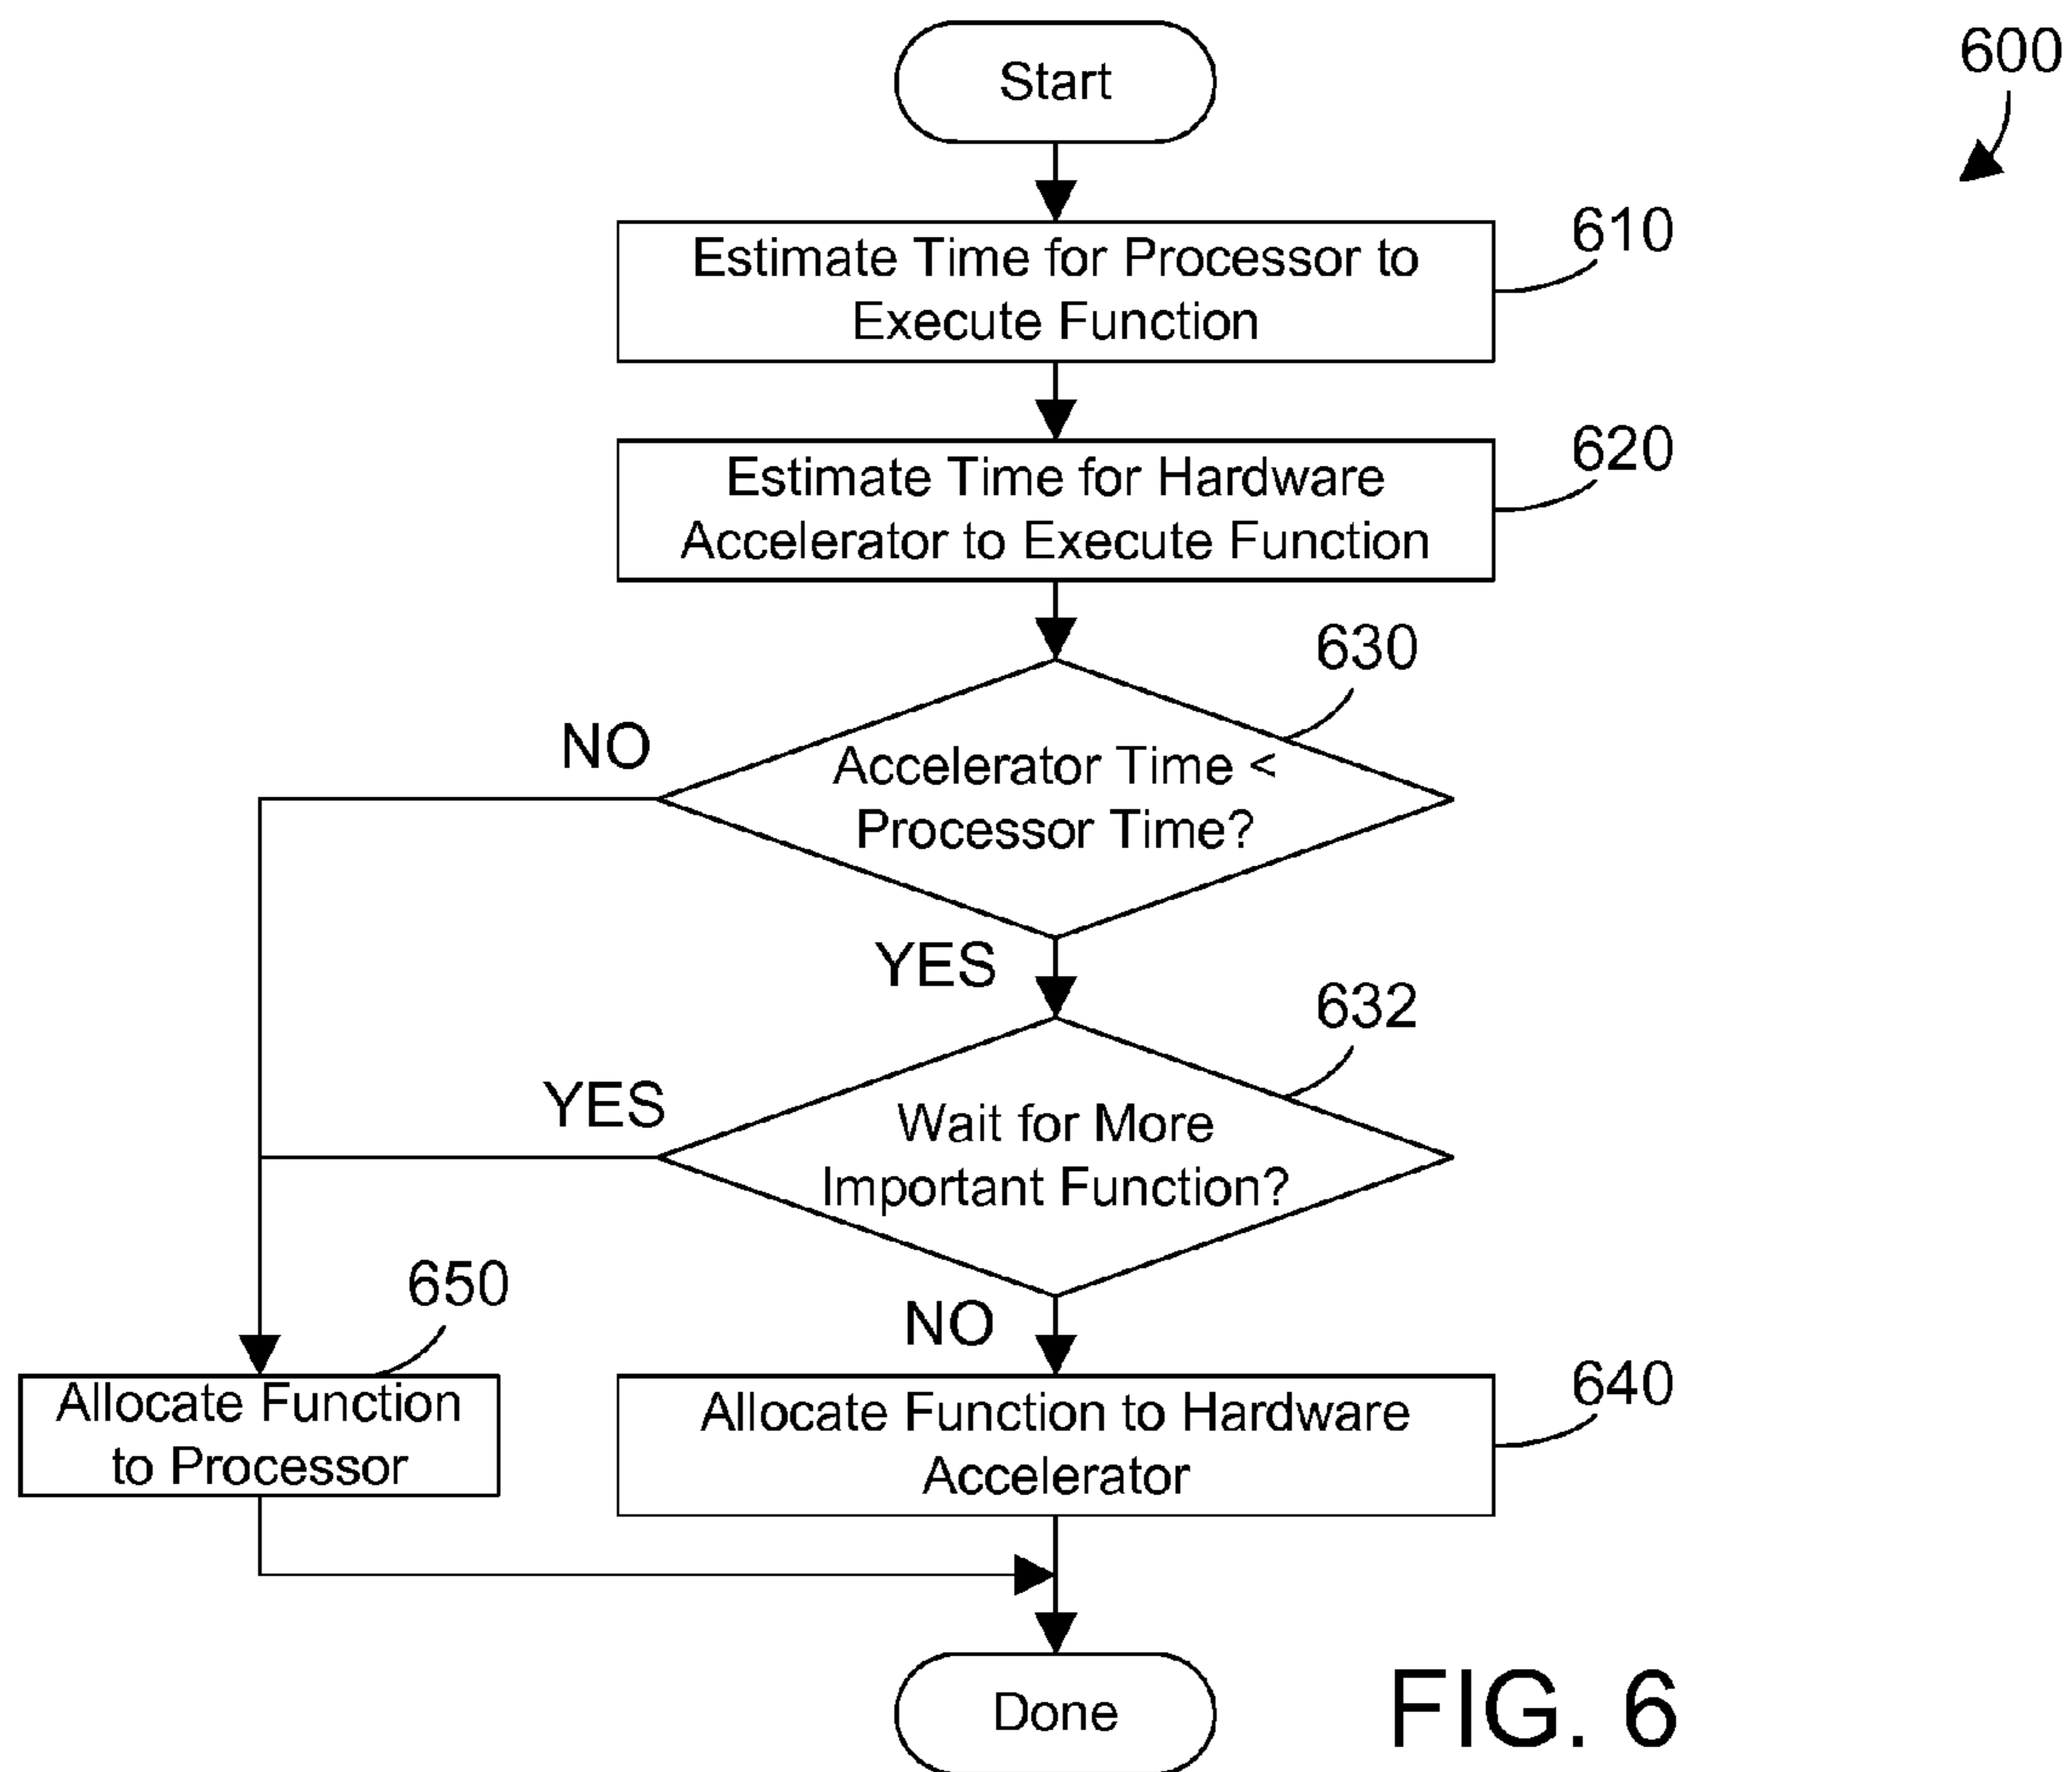 Start
600
Estimate Time for Processor to
Execute Function
610
Estimate Time for Hardware
Accelerator to Execute Function
620
630
NO
Accelerator Time <
Processor Time?
YES
632
YES
Wait for More
Important Function?
650
NO
Allocate Function
to Processor
Allocate Function to Hardware
Accelerator
640
Done
FIG. 6